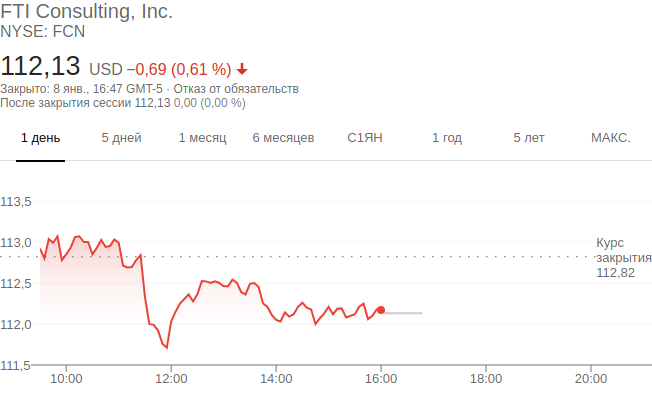 FTI Consulting, Inc.
NYSE: FCN
112,13 USD −0,69 (0,61 %)
Закрыто: 8 янв., 16:47 GMT-5 · Отказ от обязательств
После закрытия сессии 112,13 0,00 (0,00 %)
1 день 5 дней 1 месяц 6 месяцев С1ЯН 1 год 5 лет МАКС.
113,5
113,0
Курс
закрытия
112,82
112,5
112,0
111,5
10:00 12:00 14:00 16:00 18:00 20:00